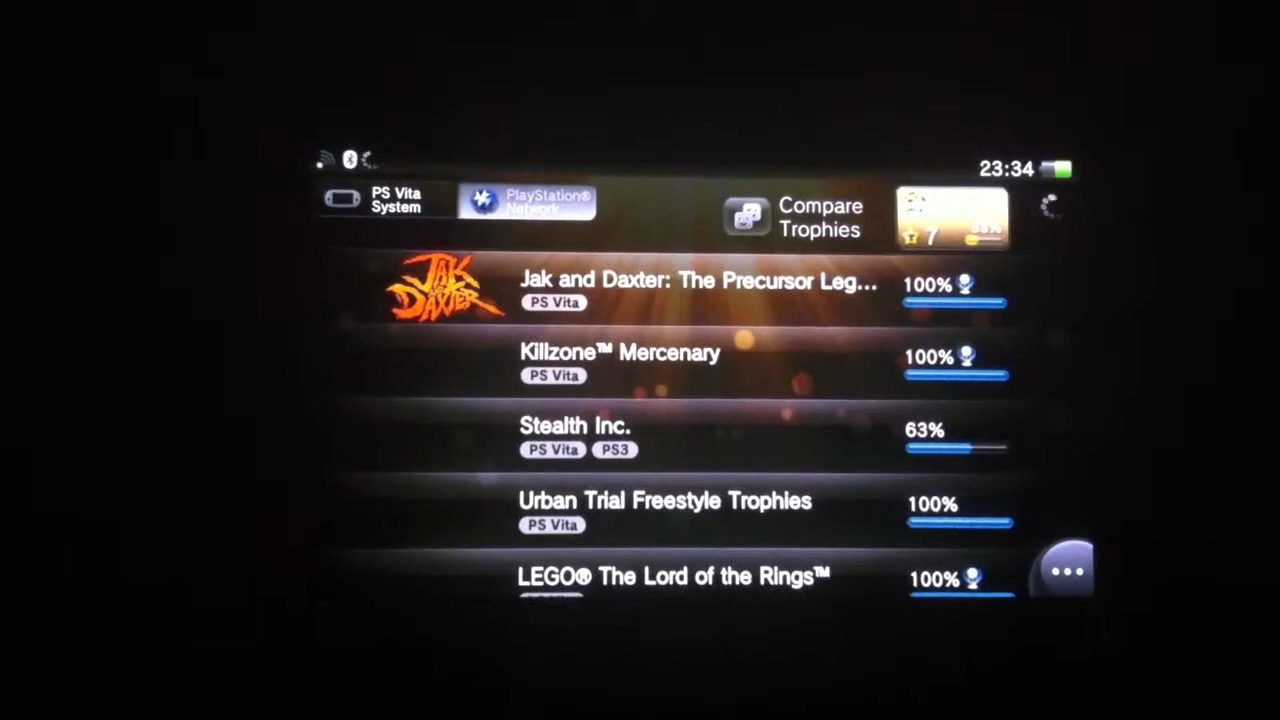 23:34
PS Vita
System
PlayStation®
Network
Compare
Trophies
7
JAK
AND
DAXTER
Jak and Daxter: The Precursor Leg...
PS Vita
100%
Killzone™ Mercenary
PS Vita
100%
Stealth Inc.
PS Vita PS3
63%
Urban Trial Freestyle Trophies
PS Vita
100%
LEGO® The Lord of the Rings™
100%